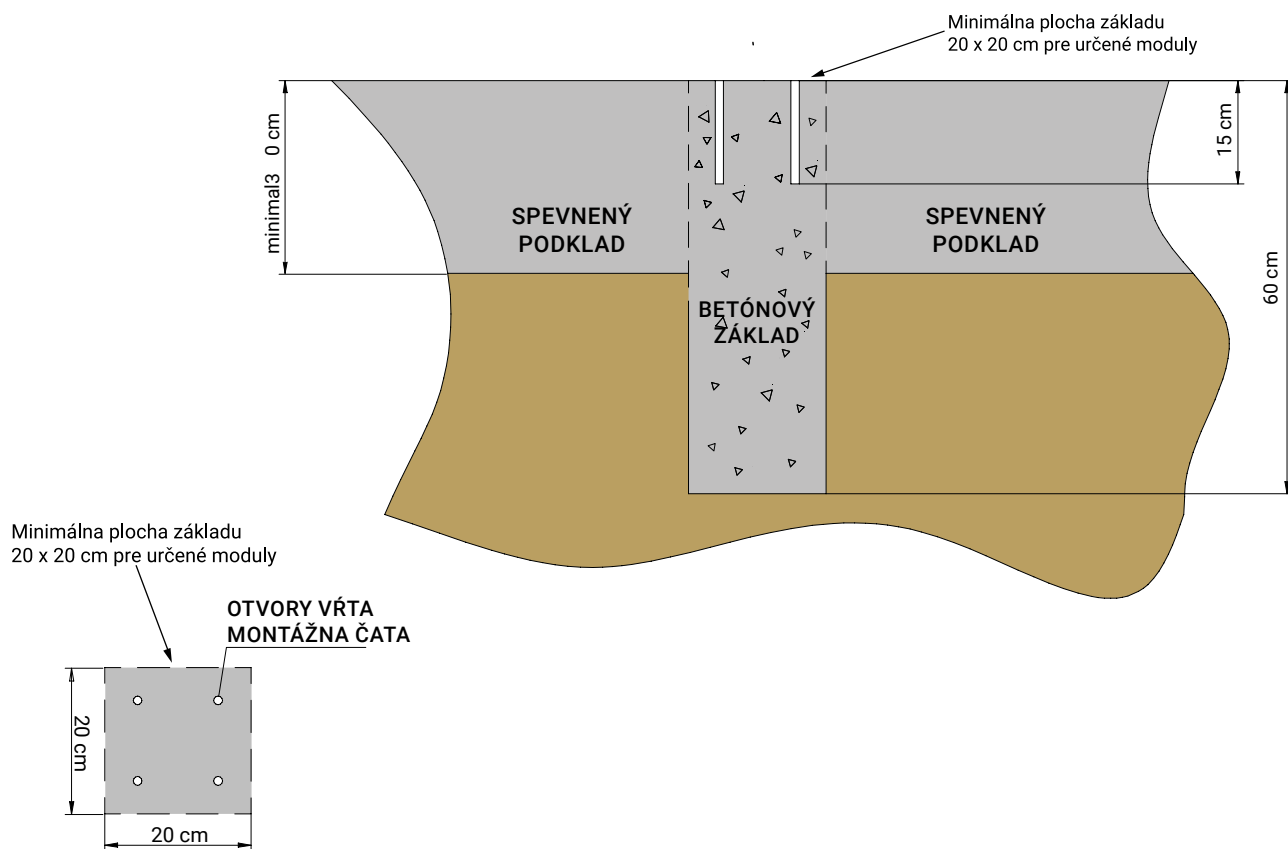 Minimálna plocha základu
20 x 20 cm pre určené moduly
minimal3 0 cm
15 cm
60 cm
SPEVNENÝ
PODKLAD
SPEVNENÝ
PODKLAD
BETÓNOVÝ
ZÁKLAD
Minimálna plocha základu
20 x 20 cm pre určené moduly
OTVORY VŔTA
MONTÁŽNA ČATA
20 cm
20 cm